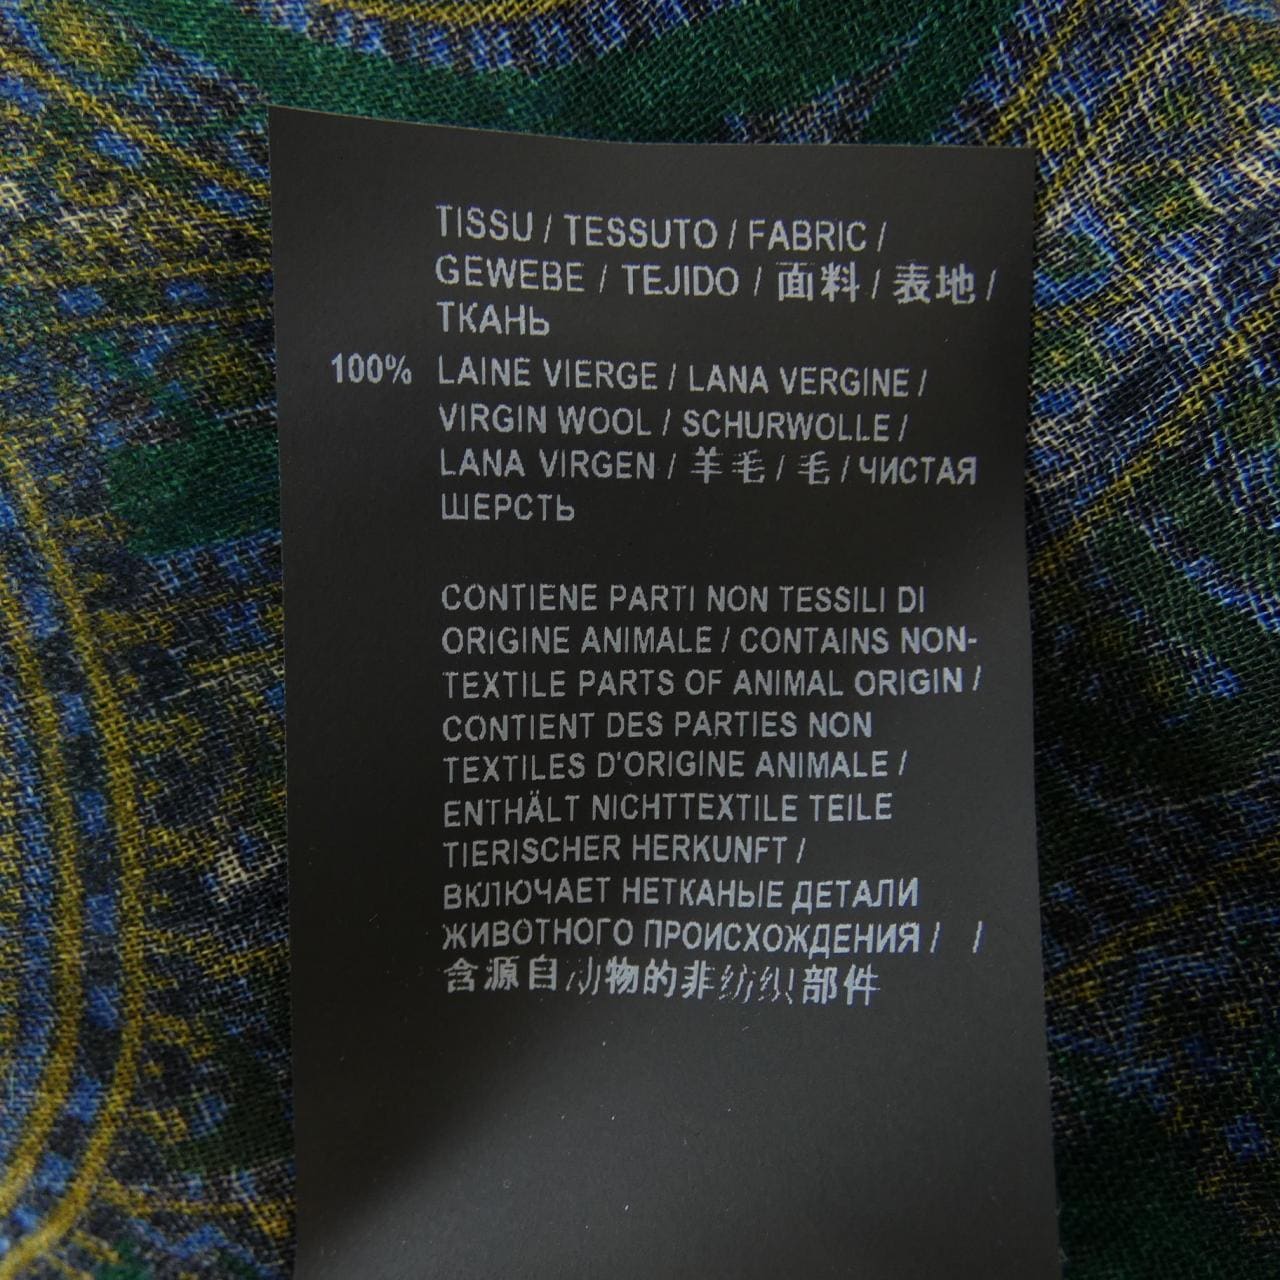 TISSU / TESSUTO / FABRIC /
GEWEBE / TEJIDO / 面料 / 表地 /
ТКАНЬ
100% LAINE VIERGE / LANA VERGINE /
VIRGIN WOOL / SCHURWOLLE /
LANA VIRGEN / 羊毛 / 毛 / ЧИСТАЯ
ШЕРСТЬ
CONTIENE PARTI NON TESSILI DI
ORIGINE ANIMALE / CONTAINS NON-
TEXTILE PARTS OF ANIMAL ORIGIN /
CONTIENT DES PARTIES NON
TEXTILES D'ORIGINE ANIMALE /
ENTHÄLT NICHTTEXTILE TEILE
TIERISCHER HERKUNFT /
ВКЛЮЧАЕТ НЕТКАНЫЕ ДЕТАЛИ
ЖИВОТНОГО ПРОИСХОЖДЕНИЯ / /
含源自动物的非纺织部件